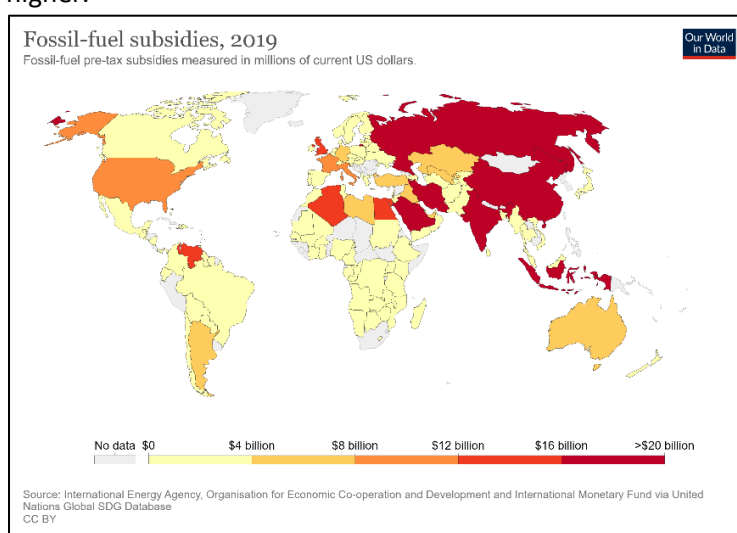 higher.
Fossil-fuel subsidies, 2019
Fossil-fuel pre-tax subsidies measured in millions of current US dollars.
Our World
in Data
No data $0 $4 billion $8 billion $12 billion $16 billion >$20 billion
Source: International Energy Agency, Organisation for Economic Co-operation and Development and International Monetary Fund via United
Nations Global SDG Database
CC BY